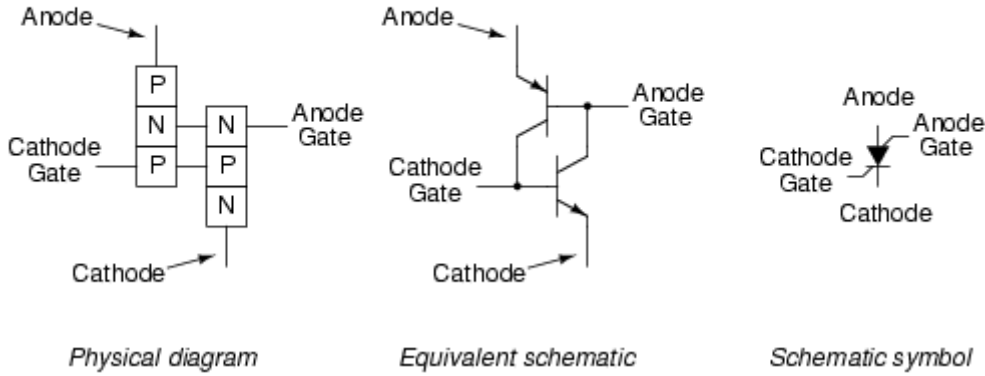 Anode
P
N
N
P
P
N
Anode
Gate
Cathode
Gate
Cathode
Physical diagram
Anode
Anode
Gate
Cathode
Gate
Cathode
Equivalent schematic
Anode
Anode
Gate
Cathode
Gate
Cathode
Schematic symbol